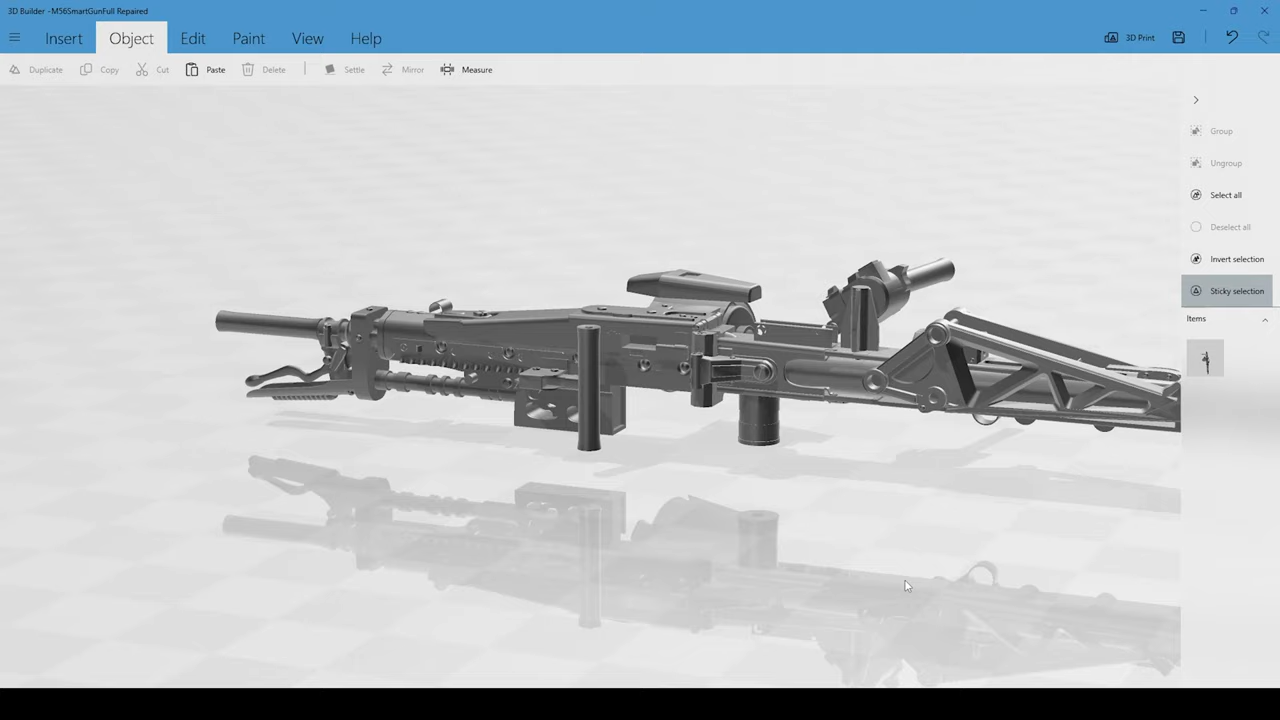 3D Builder - M56SmartGunFull Repaired
Insert Object Edit Paint View Help 3D Print
Duplicate Copy Cut Paste Delete Settle Mirror Measure
Group
Ungroup
Select all
Deselect all
Invert selection
Sticky selection
Items